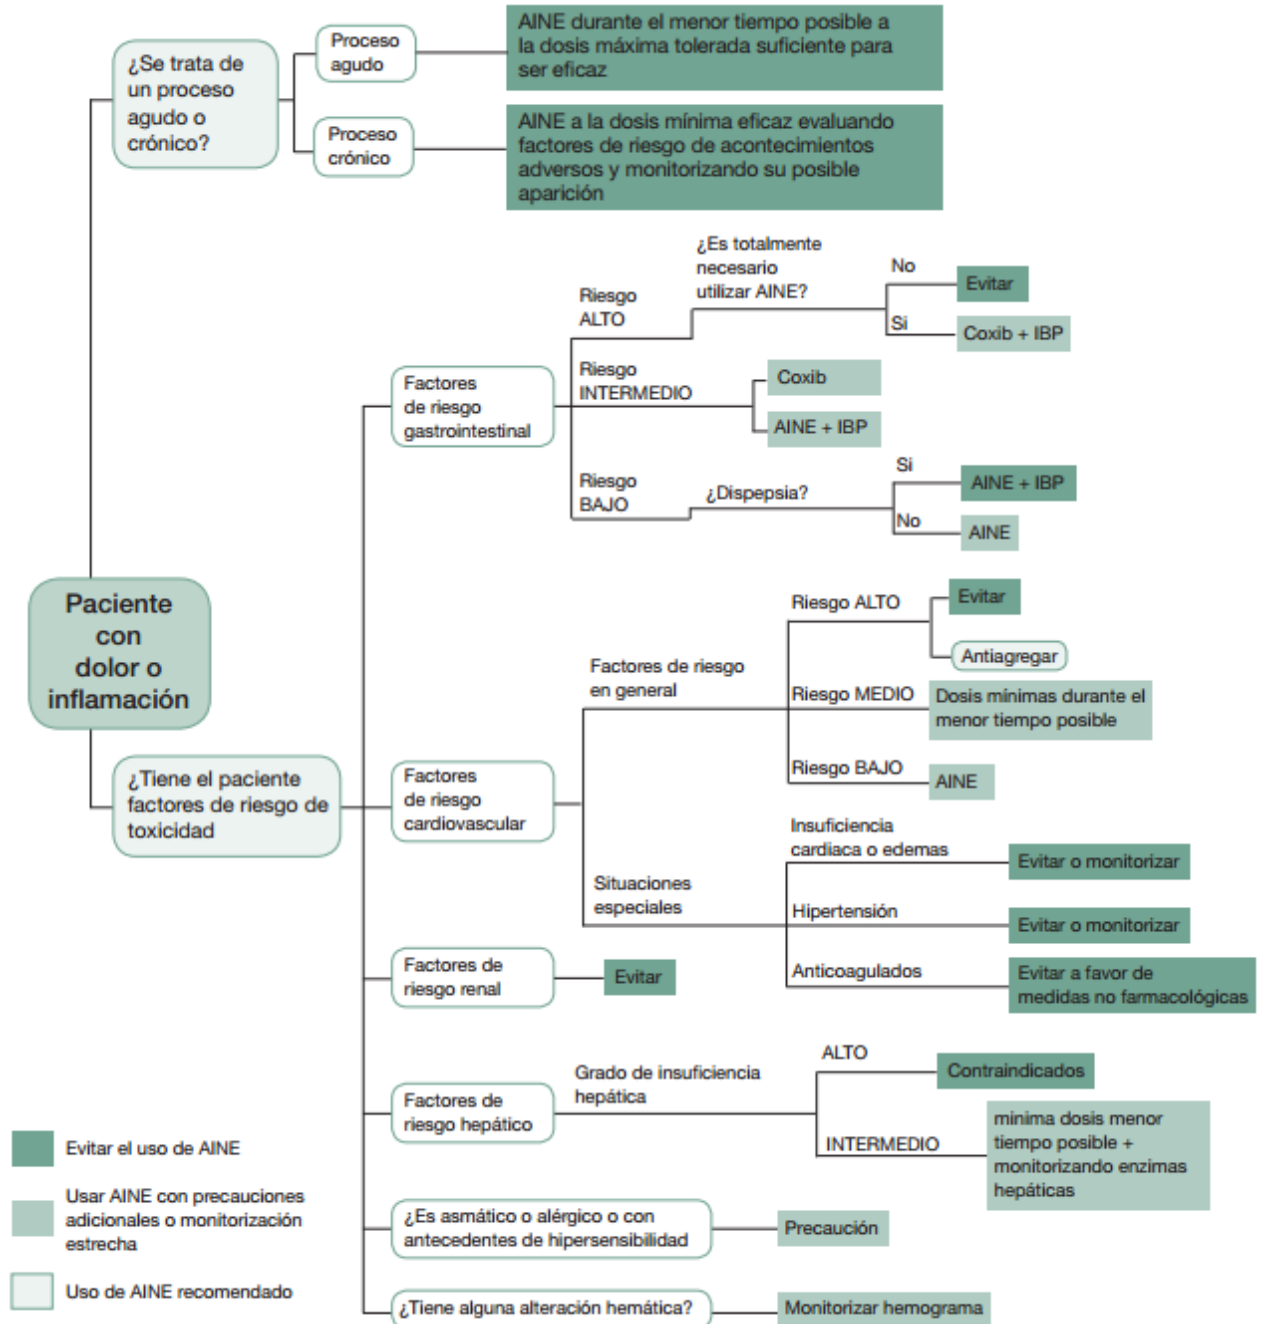 ¿Se trata de
un proceso
agudo o
crónico?
Proceso
agudo
AINE durante el menor tiempo posible a
la dosis máxima tolerada suficiente para
ser eficaz
Proceso
crónico
AINE a la dosis mínima eficaz evaluando
factores de riesgo de acontecimientos
adversos y monitorizando su posible
aparición
Paciente
con
dolor o
inflamación
¿Tiene el paciente
factores de riesgo de
toxicidad
Factores
de riesgo
gastrointestinal
Riesgo
ALTO
¿Es totalmente
necesario
utilizar AINE?
No
Evitar
Si
Coxib + IBP
Riesgo
INTERMEDIO
Coxib
AINE + IBP
Riesgo
BAJO
¿Dispepsia?
Si
AINE + IBP
No
AINE
Factores
de riesgo
cardiovascular
Factores de riesgo
en general
Riesgo ALTO
Evitar
Antiagregar
Riesgo MEDIO
Dosis mínimas durante el
menor tiempo posible
Riesgo BAJO
AINE
Situaciones
especiales
Insuficiencia
cardiaca o edemas
Evitar o monitorizar
Hipertensión
Evitar o monitorizar
Anticoagulados
Evitar a favor de
medidas no farmacológicas
Factores de
riesgo renal
Evitar
Factores de
riesgo hepático
Grado de insuficiencia
hepática
ALTO
Contraindicados
INTERMEDIO
minima dosis menor
tiempo posible +
monitorizando enzimas
hepáticas
¿Es asmático o alérgico o con
antecedentes de hipersensibilidad
Precaución
¿Tiene alguna alteración hemática?
Monitorizar hemograma
Evitar el uso de AINE
Usar AINE con precauciones
adicionales o monitorización
estrecha
Uso de AINE recomendado